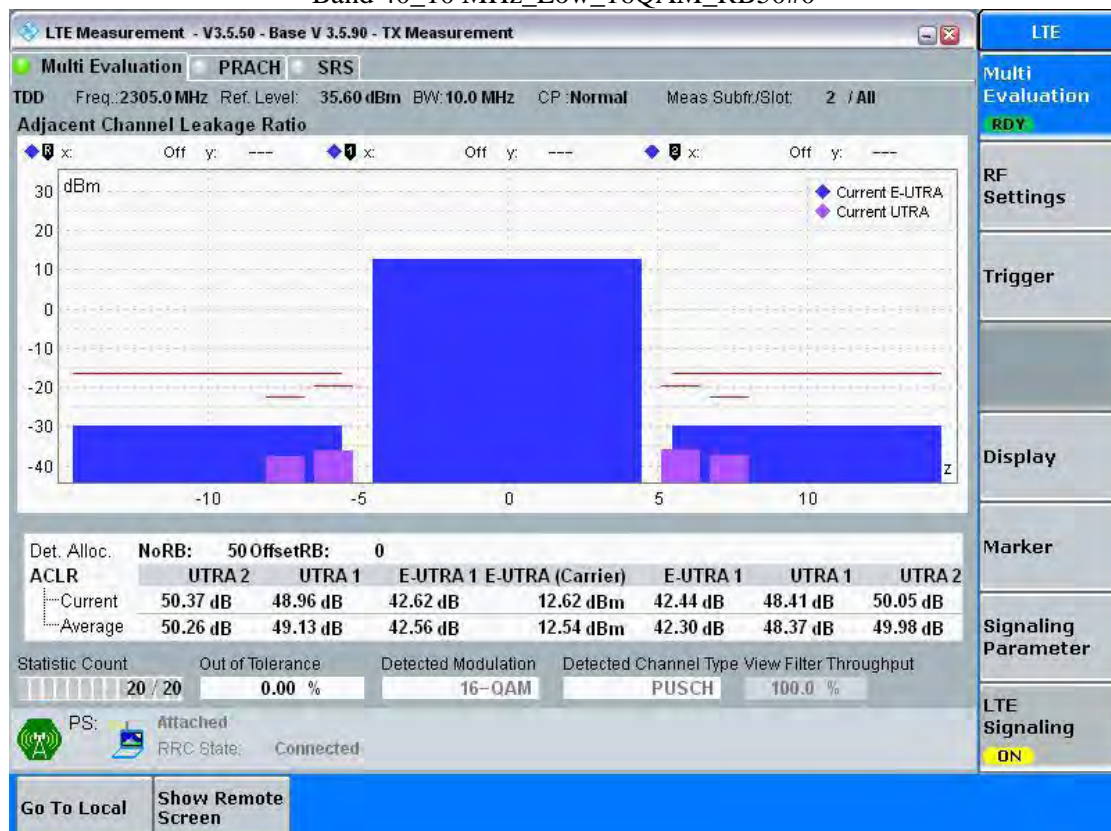 Band 40_10 MHz_Low_16QAM_RB50#0
LTE Measurement - V3.5.50 - Base V 3.5.90 - TX Measurement
LTE
Multi Evaluation PRACH SRS
Multi Evaluation
RDY
TDD Freq.:2305.0 MHz Ref. Level: 35.60 dBm BW:10.0 MHz CP :Normal Meas Subfr./Slot: 2 / All
Adjacent Channel Leakage Ratio
R x: Off y: --- 1 x: Off y: --- 2 x: Off y: ---
30 dBm
Current E-UTRA
Current UTRA
20
10
0
-10
-20
-30
-40
z
-10 -5 0 5 10
RF Settings
Trigger
Display
Marker
Signaling Parameter
LTE Signaling
ON
Det. Alloc. NoRB: 50 OffsetRB: 0
ACLR UTRA 2 UTRA 1 E-UTRA 1 E-UTRA (Carrier) E-UTRA 1 UTRA 1 UTRA 2
Current 50.37 dB 48.96 dB 42.62 dB 12.62 dBm 42.44 dB 48.41 dB 50.05 dB
Average 50.26 dB 49.13 dB 42.56 dB 12.54 dBm 42.30 dB 48.37 dB 49.98 dB
Statistic Count Out of Tolerance Detected Modulation Detected Channel Type View Filter Throughput
20 / 20 0.00 % 16-QAM PUSCH 100.0 %
PS: Attached
RRC State: Connected
Go To Local
Show Remote Screen